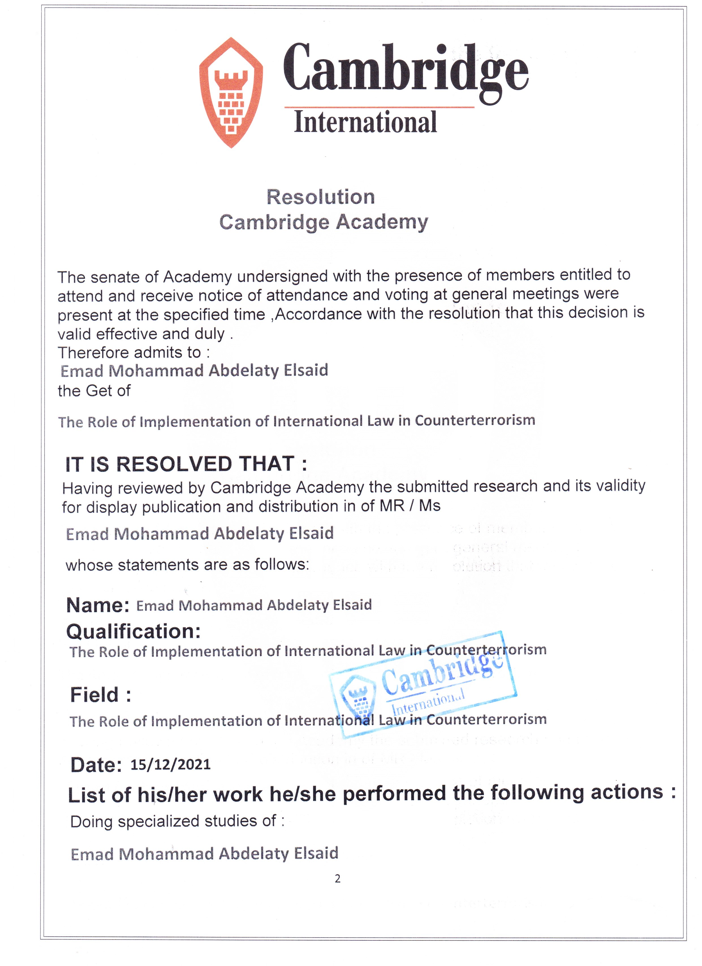 Cambridge
International
Resolution
Cambridge Academy
The senate of Academy undersigned with the presence of members entitled to
attend and receive notice of attendance and voting at general meetings were
present at the specified time ,Accordance with the resolution that this decision is
valid effective and duly .
Therefore admits to :
Emad Mohammad Abdelaty Elsaid
the Get of
The Role of Implementation of International Law in Counterterrorism
IT IS RESOLVED THAT :
Having reviewed by Cambridge Academy the submitted research and its validity
for display publication and distribution in of MR / Ms
Emad Mohammad Abdelaty Elsaid
whose statements are as follows:
Name: Emad Mohammad Abdelaty Elsaid
Qualification:
The Role of Implementation of International Law in Counterterrorism
Cambridge
International
Field :
The Role of Implementation of International Law in Counterterrorism
Date: 15/12/2021
List of his/her work he/she performed the following actions :
Doing specialized studies of :
Emad Mohammad Abdelaty Elsaid
2